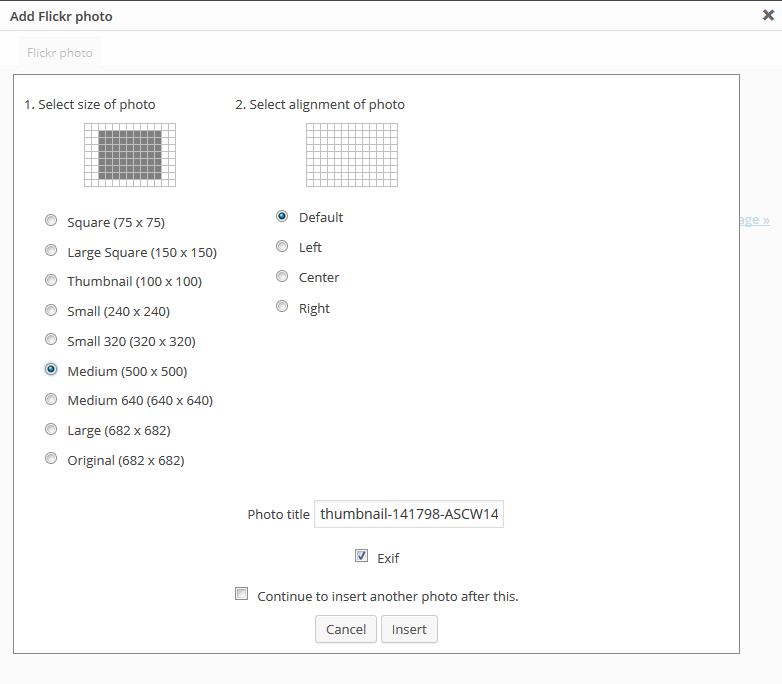 Add Flickr photo
Flickr photo
1. Select size of photo
2. Select alignment of photo
Square (75 x 75)
Large Square (150 x 150)
Thumbnail (100 x 100)
Small (240 x 240)
Small 320 (320 x 320)
Medium (500 x 500)
Medium 640 (640 x 640)
Large (682 x 682)
Original (682 x 682)
Default
Left
Center
Right
age »
Photo title thumbnail-141798-ASCW14
Exif
Continue to insert another photo after this.
Cancel Insert